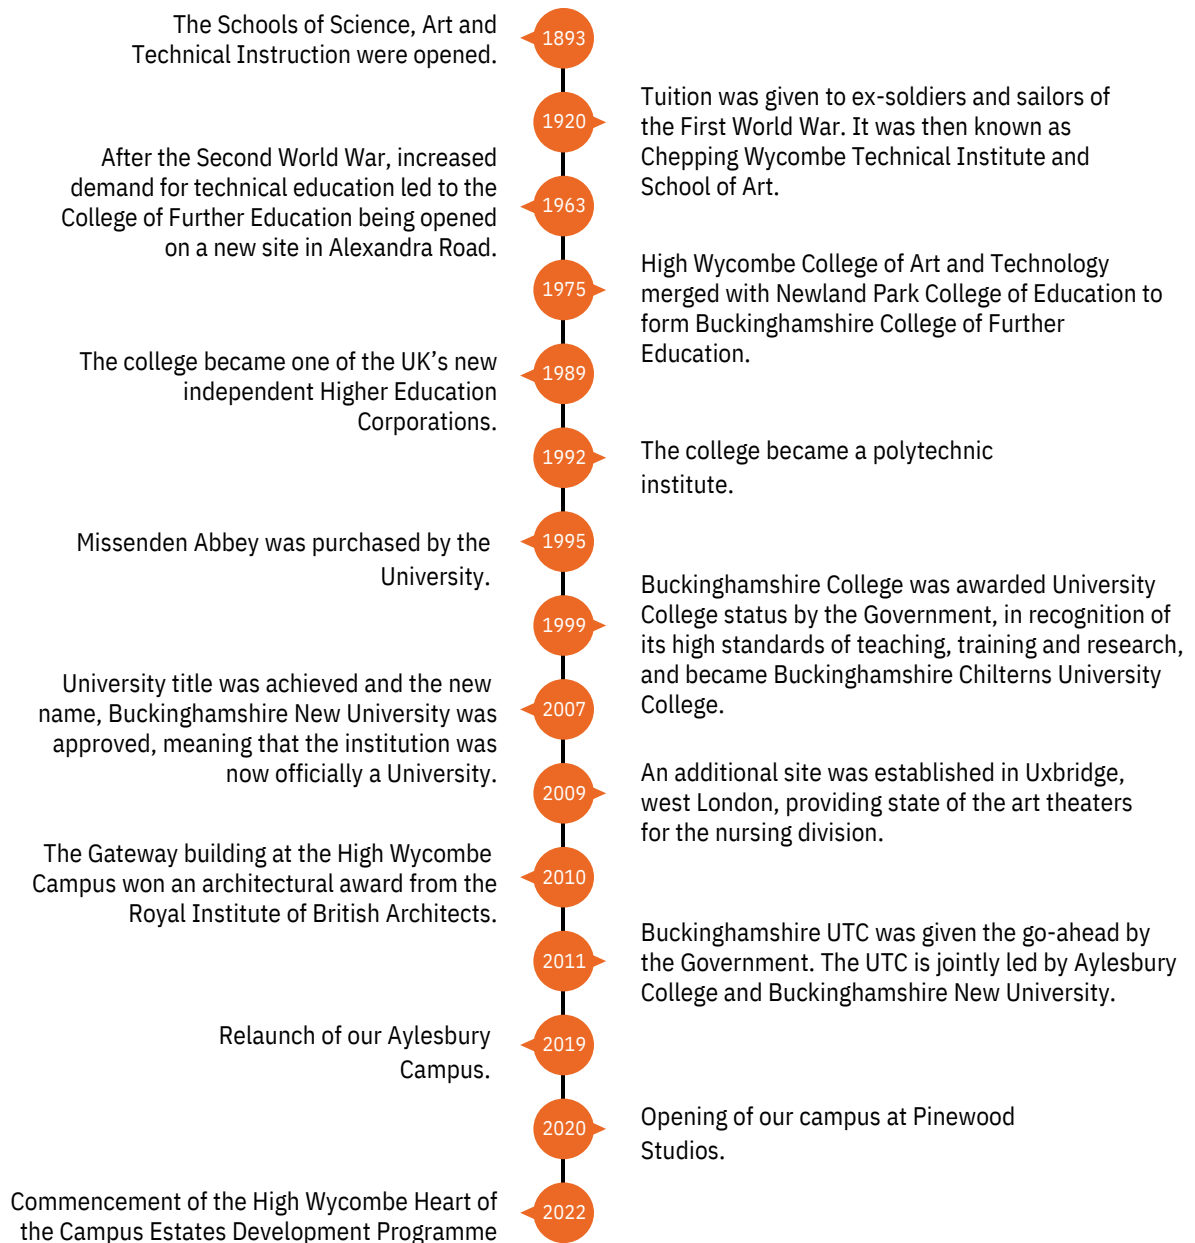 The Schools of Science, Art and
Technical Instruction were opened.
1893
1920
Tuition was given to ex-soldiers and sailors of
the First World War. It was then known as
Chepping Wycombe Technical Institute and
School of Art.
After the Second World War, increased
demand for technical education led to the
College of Further Education being opened
on a new site in Alexandra Road.
1963
1975
High Wycombe College of Art and Technology
merged with Newland Park College of Education to
form Buckinghamshire College of Further
Education.
The college became one of the UK’s new
independent Higher Education
Corporations.
1989
1992
The college became a polytechnic
institute.
Missenden Abbey was purchased by the
University.
1995
1999
Buckinghamshire College was awarded University
College status by the Government, in recognition of
its high standards of teaching, training and research,
and became Buckinghamshire Chilterns University
College.
University title was achieved and the new
name, Buckinghamshire New University was
approved, meaning that the institution was
now officially a University.
2007
2009
An additional site was established in Uxbridge,
west London, providing state of the art theaters
for the nursing division.
The Gateway building at the High Wycombe
Campus won an architectural award from the
Royal Institute of British Architects.
2010
2011
Buckinghamshire UTC was given the go-ahead by
the Government. The UTC is jointly led by Aylesbury
College and Buckinghamshire New University.
Relaunch of our Aylesbury
Campus.
2019
2020
Opening of our campus at Pinewood
Studios.
Commencement of the High Wycombe Heart of
the Campus Estates Development Programme
2022